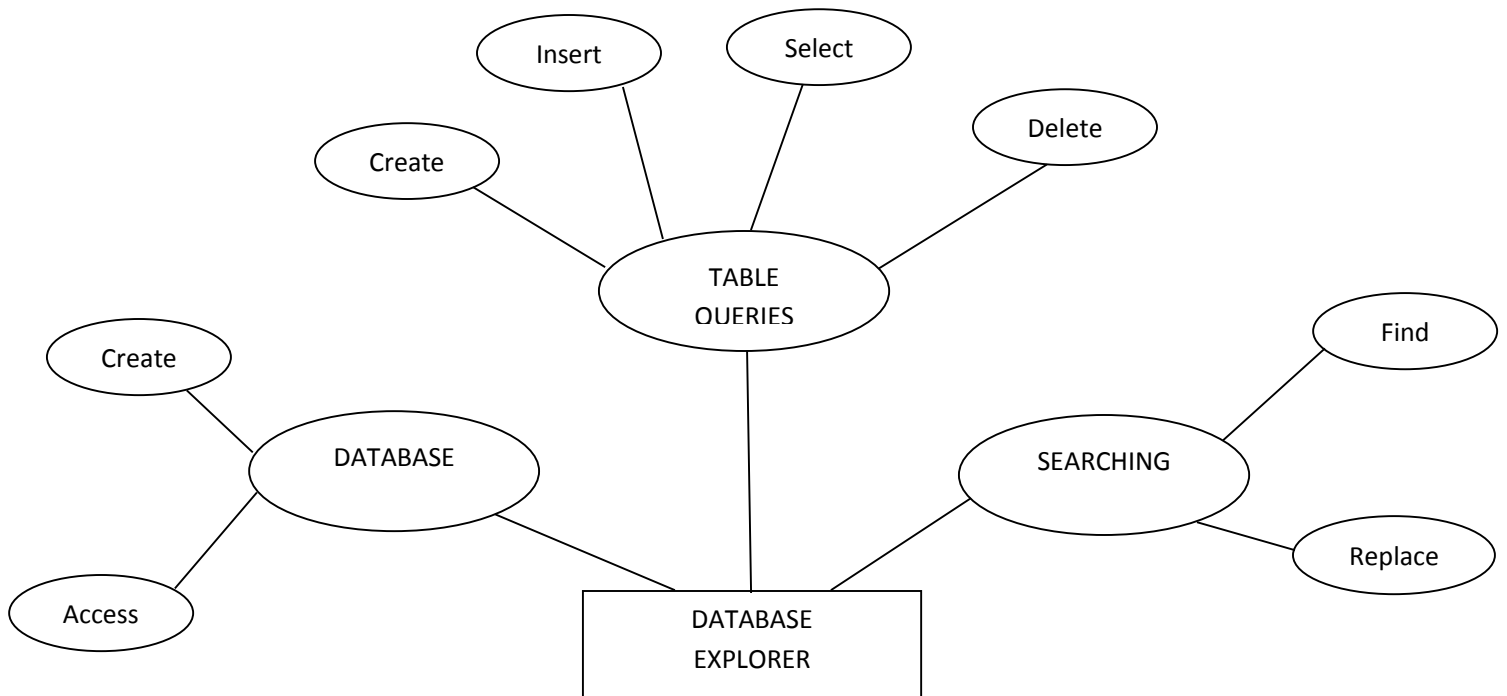 Insert
Select
Delete
Create
TABLE
QUERIES
Find
Create
DATABASE
SEARCHING
Replace
Access
DATABASE
EXPLORER